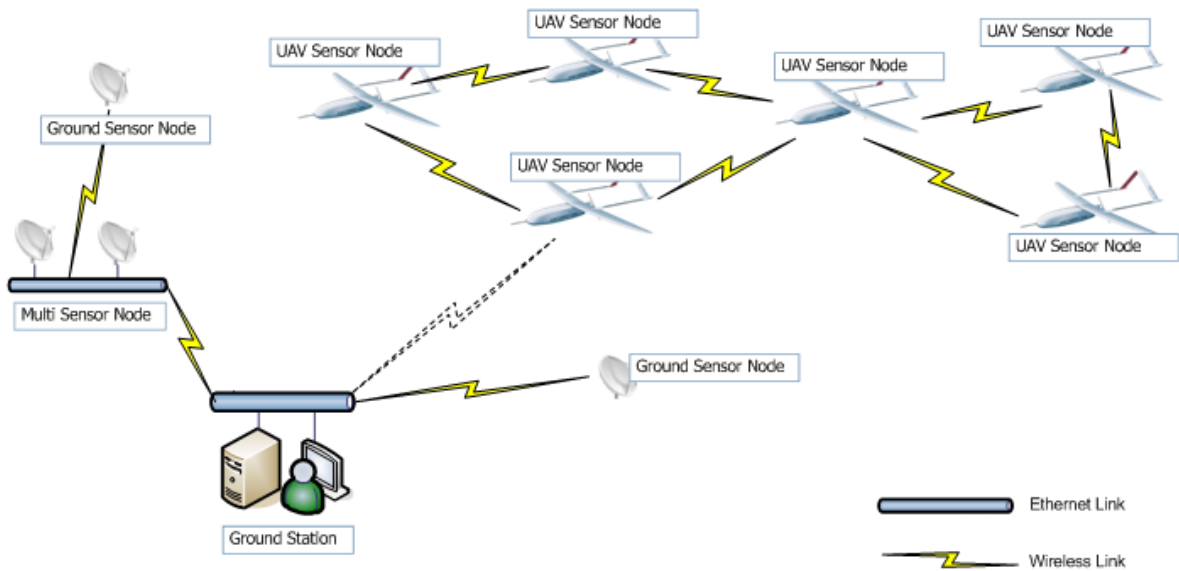 UAV Sensor Node
UAV Sensor Node
UAV Sensor Node
UAV Sensor Node
Ground Sensor Node
UAV Sensor Node
UAV Sensor Node
Multi Sensor Node
Ground Sensor Node
Ground Station
Ethernet Link
Wireless Link